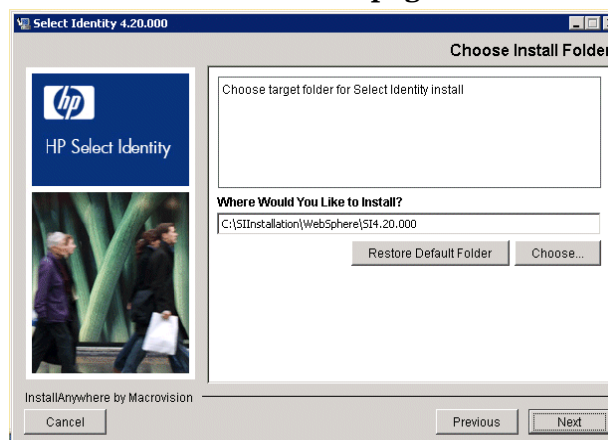 Select Identity 4.20.000
Choose Install Folder
hp
HP Select Identity
Choose target folder for Select Identity install
Where Would You Like to Install?
C:\SIInstallation\WebSphere\SI4.20.000
Restore Default Folder
Choose...
InstallAnywhere by Macrovision
Cancel
Previous
Next